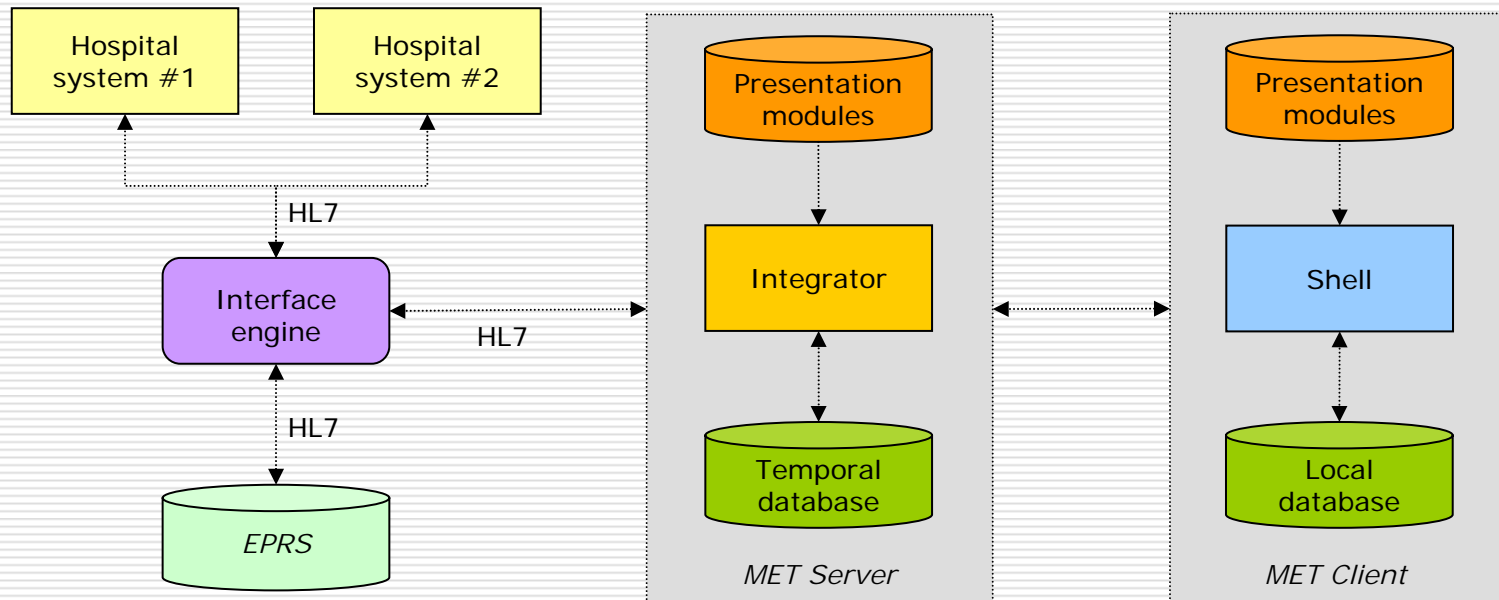 Hospital
system #1
Hospital
system #2
HL7
Interface
engine
HL7
HL7
EPRS
Presentation
modules
Integrator
Temporal
database
MET Server
Presentation
modules
Shell
Local
database
MET Client